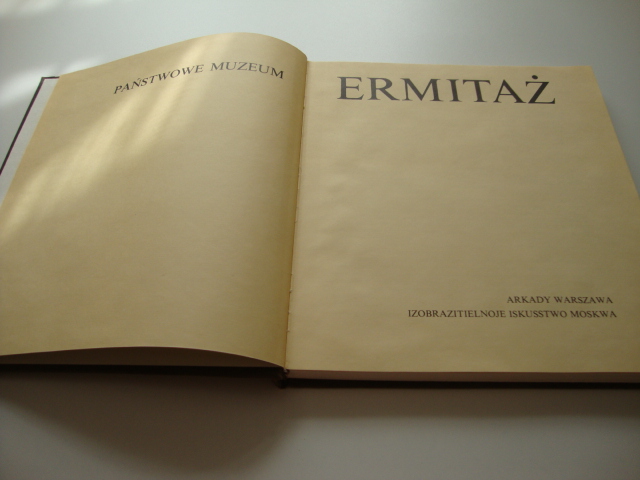 PAŃSTWOWE MUZEUM
ERMITAŻ
ARKADY WARSZAWA
IZOBRAZITIELNOJE ISKUSSTWO MOSKWA